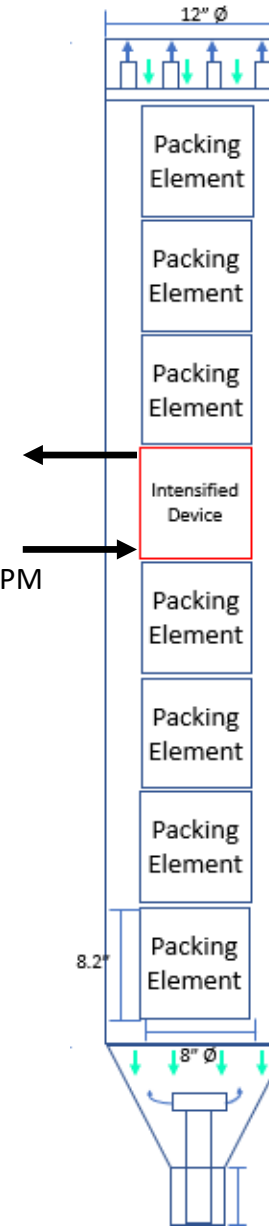 12" Ø
Packing
Element
Packing
Element
Packing
Element
Intensified
Device
PM
Packing
Element
Packing
Element
Packing
Element
Packing
Element
8.2"
8" Ø